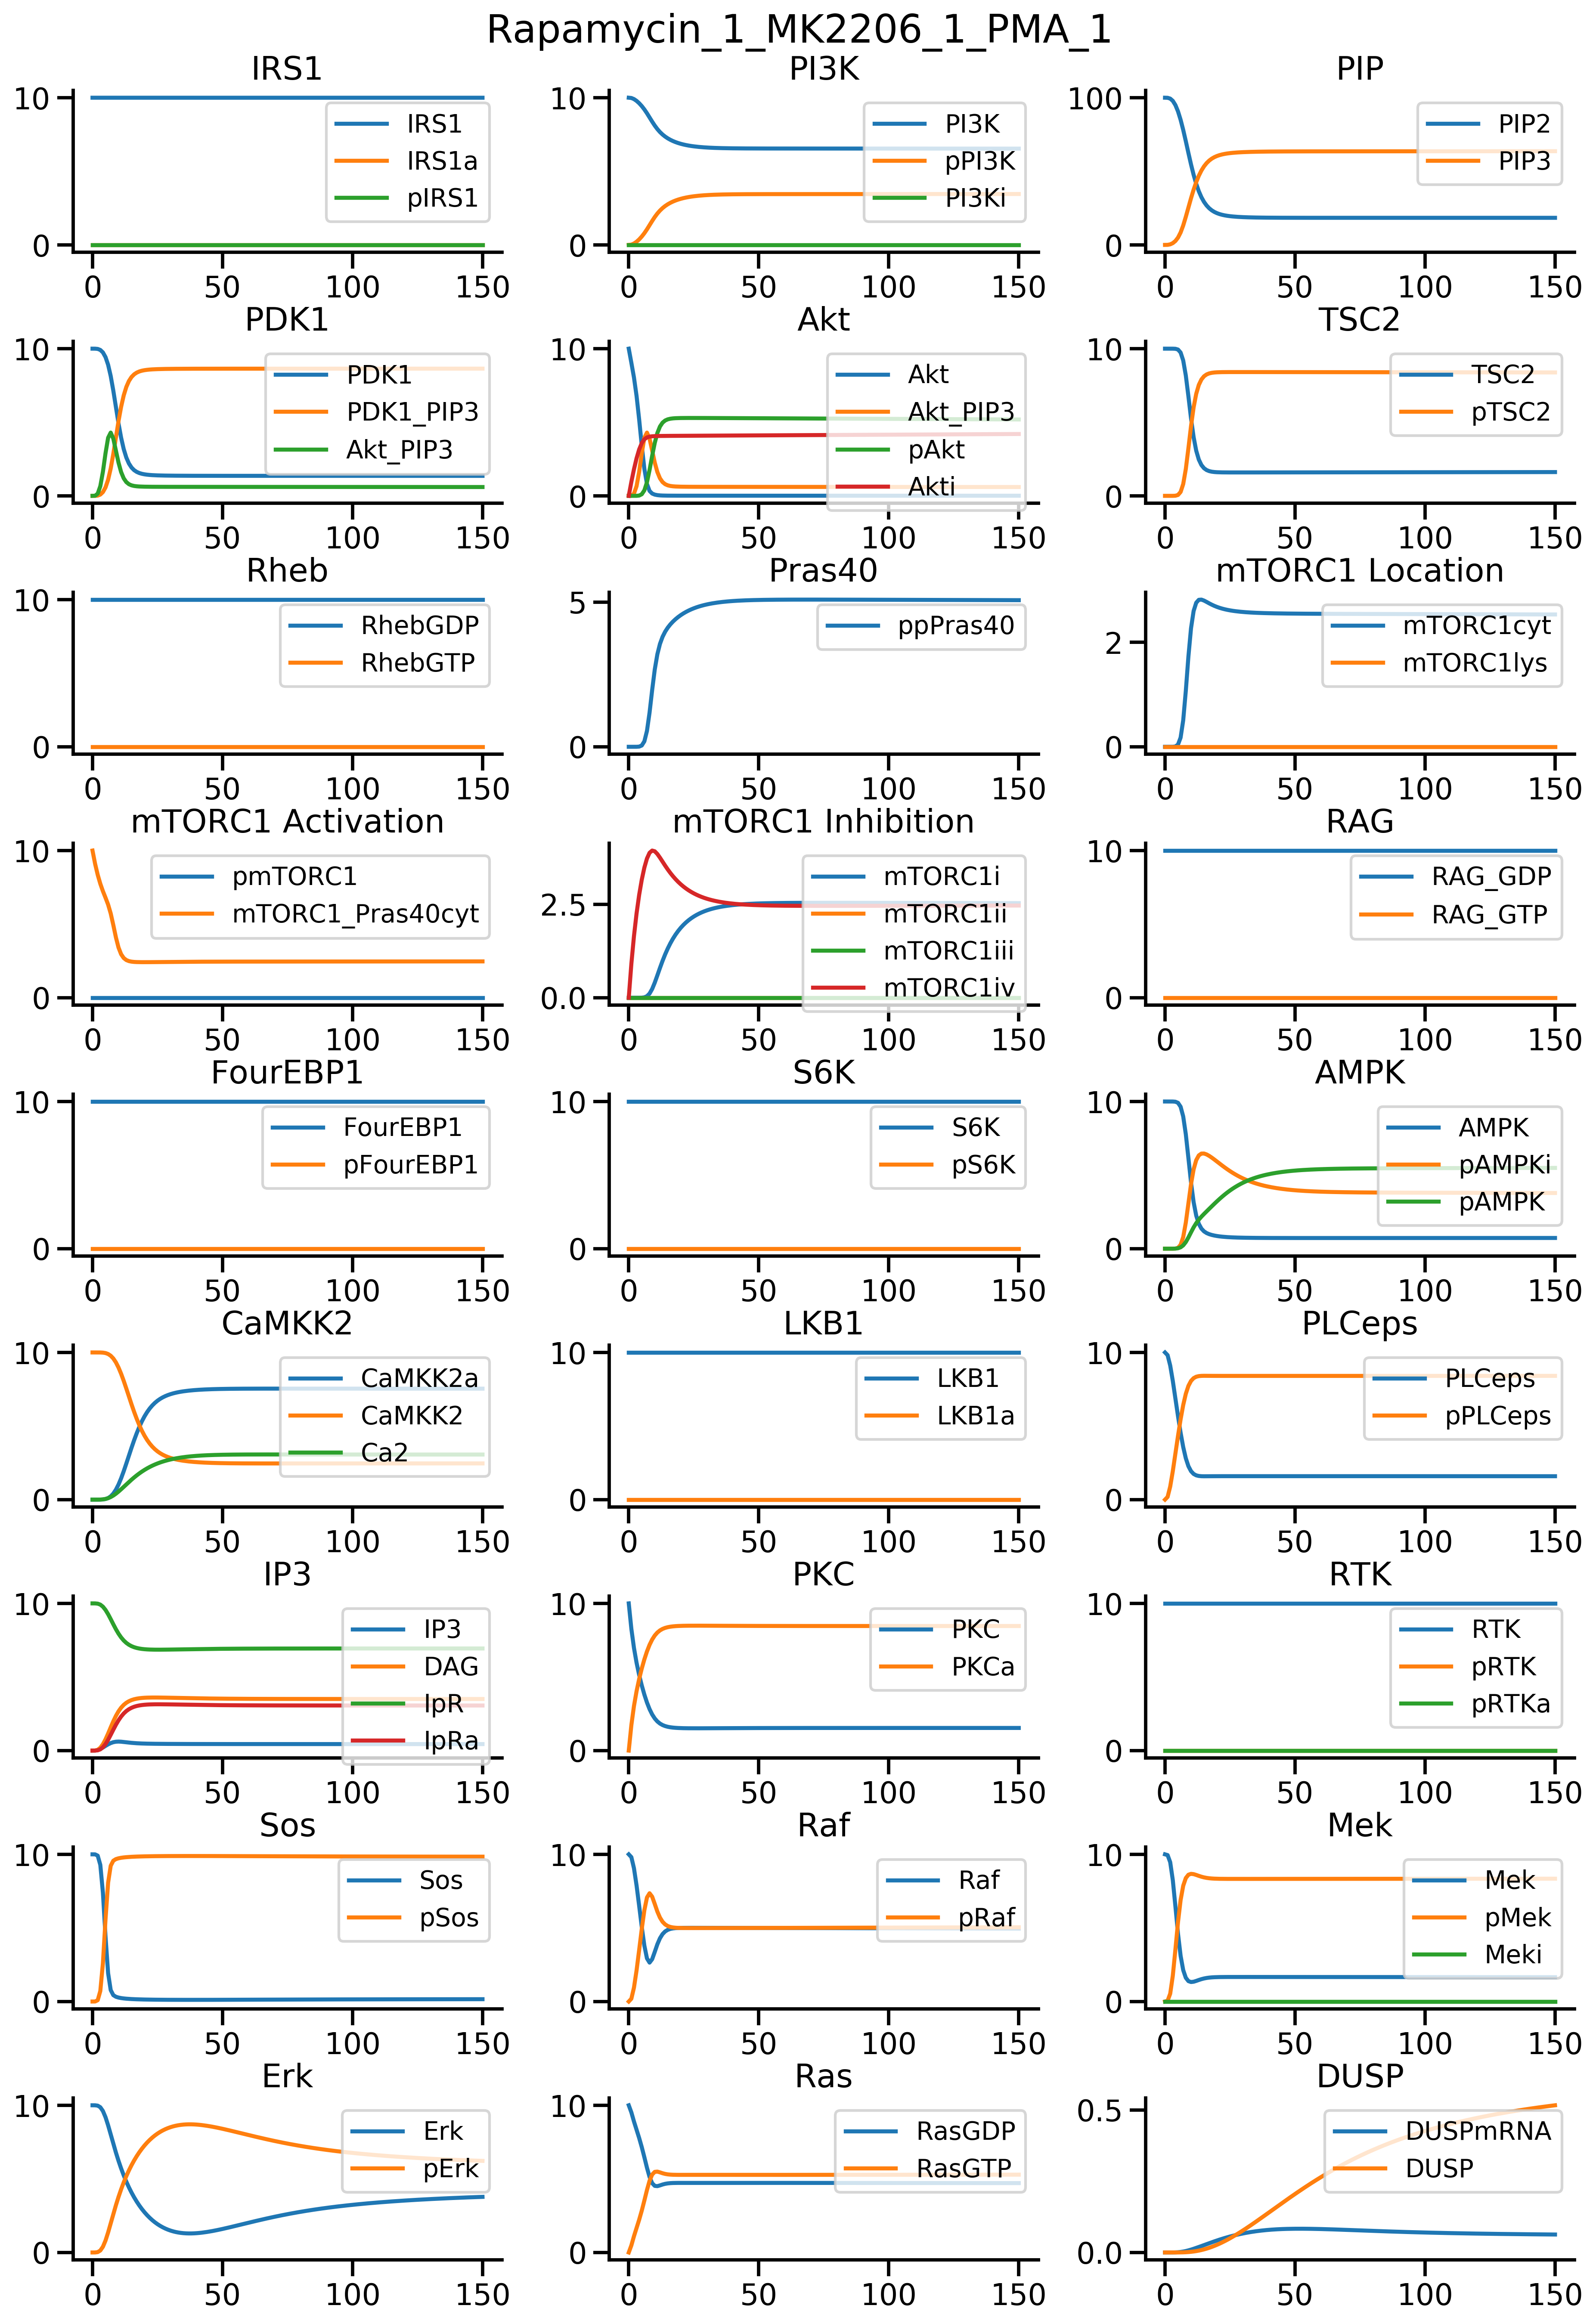 Rapamycin_1_MK2206_1_PMA_1
IRS1
10
0
0 50 100 150
IRS1
IRS1a
pIRS1
PI3K
10
0
0 50 100 150
PI3K
pPI3K
PI3Ki
PIP
100
0
0 50 100 150
PIP2
PIP3
PDK1
10
0
0 50 100 150
PDK1
PDK1_PIP3
Akt_PIP3
Akt
10
0
0 50 100 150
Akt
Akt_PIP3
pAkt
Akti
TSC2
10
0
0 50 100 150
TSC2
pTSC2
Rheb
10
0
0 50 100 150
RhebGDP
RhebGTP
Pras40
5
0
0 50 100 150
ppPras40
mTORC1 Location
2
0
0 50 100 150
mTORC1cyt
mTORC1lys
mTORC1 Activation
10
0
0 50 100 150
pmTORC1
mTORC1_Pras40cyt
mTORC1 Inhibition
2.5
0.0
0 50 100 150
mTORC1i
mTORC1ii
mTORC1iii
mTORC1iv
RAG
10
0
0 50 100 150
RAG_GDP
RAG_GTP
FourEBP1
10
0
0 50 100 150
FourEBP1
pFourEBP1
S6K
10
0
0 50 100 150
S6K
pS6K
AMPK
10
0
0 50 100 150
AMPK
pAMPKi
pAMPK
CaMKK2
10
0
0 50 100 150
CaMKK2a
CaMKK2
Ca2
LKB1
10
0
0 50 100 150
LKB1
LKB1a
PLCeps
10
0
0 50 100 150
PLCeps
pPLCeps
IP3
10
0
0 50 100 150
IP3
DAG
IpR
IpRa
PKC
10
0
0 50 100 150
PKC
PKCa
RTK
10
0
0 50 100 150
RTK
pRTK
pRTKa
Sos
10
0
0 50 100 150
Sos
pSos
Raf
10
0
0 50 100 150
Raf
pRaf
Mek
10
0
0 50 100 150
Mek
pMek
Meki
Erk
10
0
0 50 100 150
Erk
pErk
Ras
10
0
0 50 100 150
RasGDP
RasGTP
DUSP
0.5
0.0
0 50 100 150
DUSPmRNA
DUSP